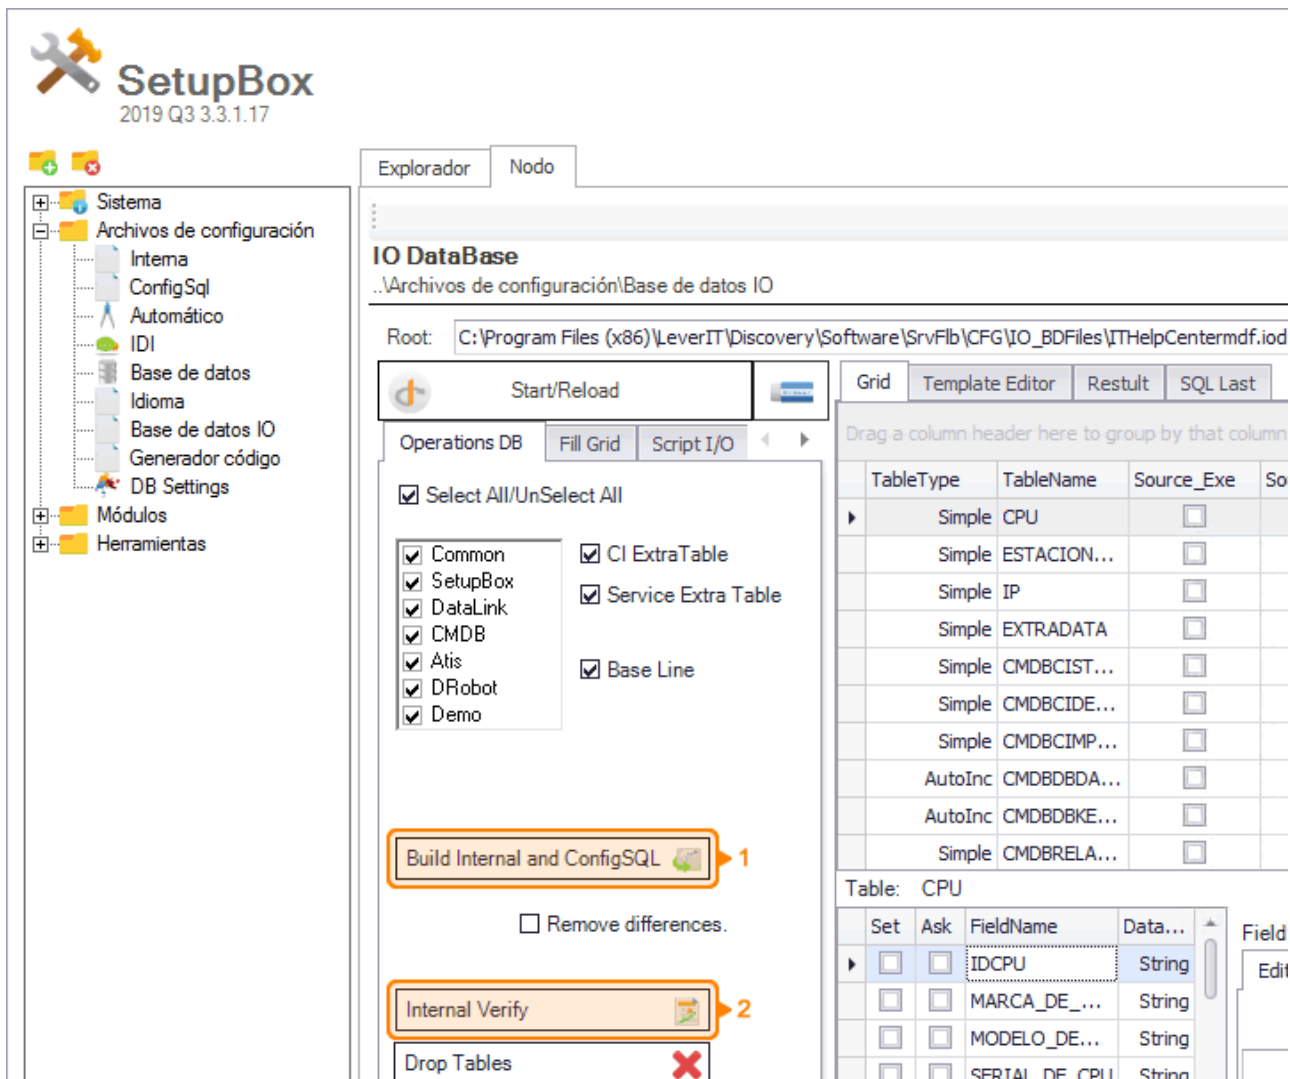 SetupBox
2019 Q3 3.3.1.17
Explorador
Nodo
Sistema
Archivos de configuración
Interna
ConfigSql
Automático
IDI
Base de datos
Idioma
Base de datos IO
Generador código
DB Settings
Módulos
Herramientas
IO DataBase
..\Archivos de configuración\Base de datos IO
Root: C:\Program Files (x86)\LeverIT\Discovery\Software\SrvFlb\CFG\IO_BDFiles\ITHelpCentermdf.iod
Start/Reload
Operations DB Fill Grid Script I/O
Select All/UnSelect All
Common
SetupBox
DataLink
CMDB
Atis
DRobot
Demo
CI ExtraTable
Service Extra Table
Base Line
Build Internal and ConfigSQL 1
Remove differences.
Internal Verify 2
Drop Tables
Grid Template Editor Restult SQL Last
Drag a column header here to group by that column
TableType TableName Source_Exe So
Simple CPU
Simple ESTACION...
Simple IP
Simple EXTRADATA
Simple CMDBCIST...
Simple CMDBCIDE...
Simple CMDBCIMP...
AutoInc CMDBDBDA...
AutoInc CMDBDBKE...
Simple CMDBRELA...
Table: CPU
Set Ask FieldName Data...
IDCPU String
MARCA_DE_... String
MODELO_DE... String
SERIAL_DE_CPU String
Field
Edit